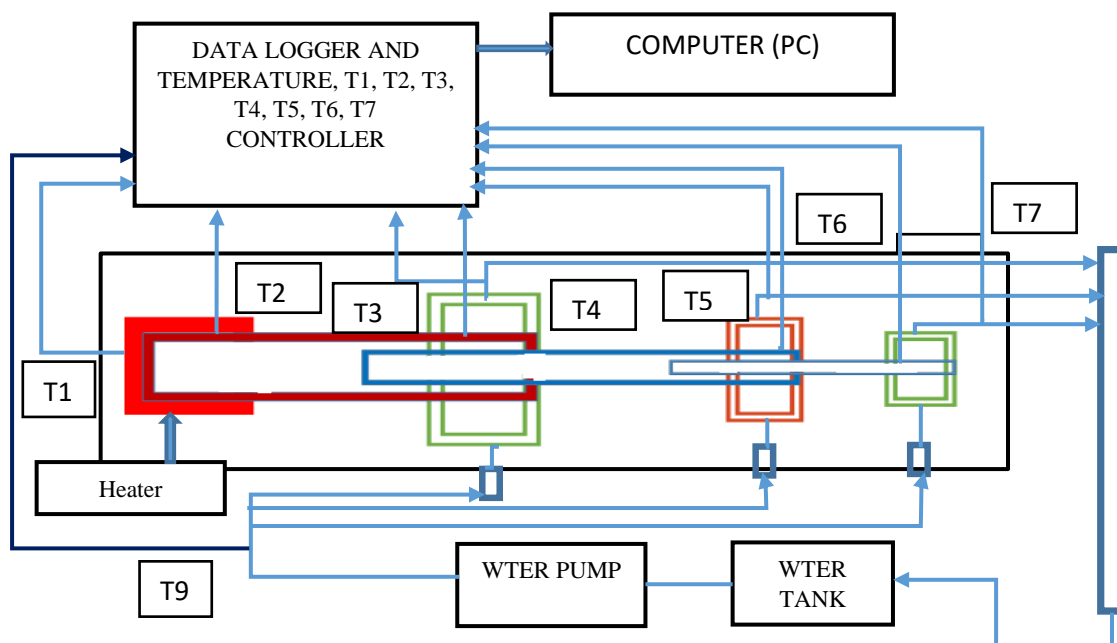 DATA LOGGER AND
TEMPERATURE, T1, T2, T3,
T4, T5, T6, T7
CONTROLLER
COMPUTER (PC)
T6
T7
T2
T3
T4
T5
T1
Heater
T9
WTER PUMP
WTER
TANK